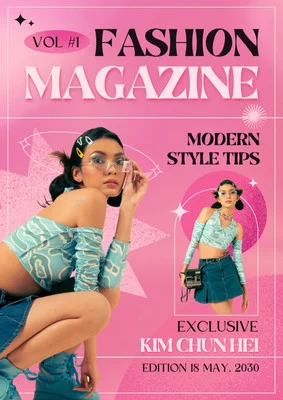 VOL #1
FASHION
MAGAZINE
MODERN
STYLE TIPS
EXCLUSIVE
KIM CHUN HEI
EDITION 18 MAY, 2030